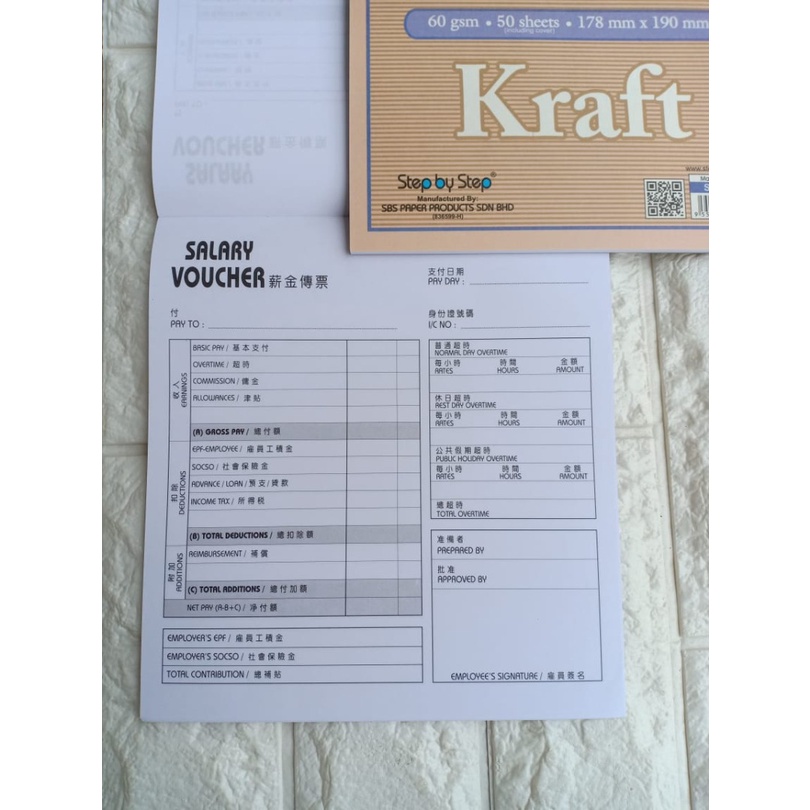 60 gsm • 50 sheets • 178 mm x 190 mm
(including cover)
Kraft
Step by Step®
Manufactured By:
SBS PAPER PRODUCTS SDN BHD
SALARY
VOUCHER 薪金傳票
支付日期
PAY DAY :
付
PAY TO :
身份證號碼
I/C NO :
收入
EARNINGS
BASIC PAY / 基本支付
OVERTIME / 超時
COMMISSION / 傭金
ALLOWANCES / 津貼
(A) GROSS PAY / 總付額
扣除
DEDUCTIONS
EPF-EMPLOYEE / 雇員工積金
SOCSO / 社會保險金
ADVANCE / LOAN / 預支 / 貸款
INCOME TAX / 所得稅
(B) TOTAL DEDUCTIONS / 總扣除額
附加
ADDITIONS
REIMBURSEMENT / 補償
(C) TOTAL ADDITIONS / 總付加額
NET PAY (A-B+C) / 淨付額
EMPLOYER'S EPF / 雇員工積金
EMPLOYER'S SOCSO / 社會保險金
TOTAL CONTRIBUTION / 總補貼
普通超時
NORMAL DAY OVERTIME
每小時 時間 金額
RATES HOURS AMOUNT
休日超時
REST DAY OVERTIME
每小時 時間 金額
RATES HOURS AMOUNT
公共假期超時
PUBLIC HOLIDAY OVERTIME
每小時 時間 金額
RATES HOURS AMOUNT
總超時
TOTAL OVERTIME
准備者
PREPARED BY
批准
APPROVED BY
EMPLOYEE'S SIGNATURE / 雇員簽名